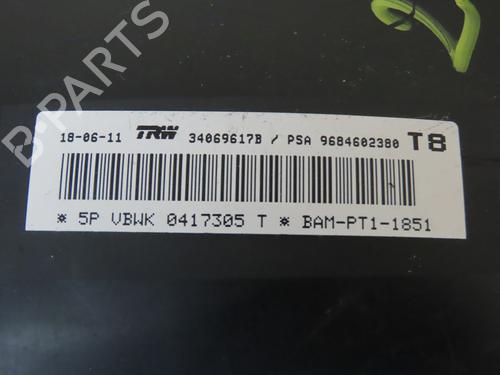 18-06-11 TRW 34069617B / PSA 9684602380 T8
* 5P VBWK 0417305 T * BAM-PT1-1851
B-PARTS